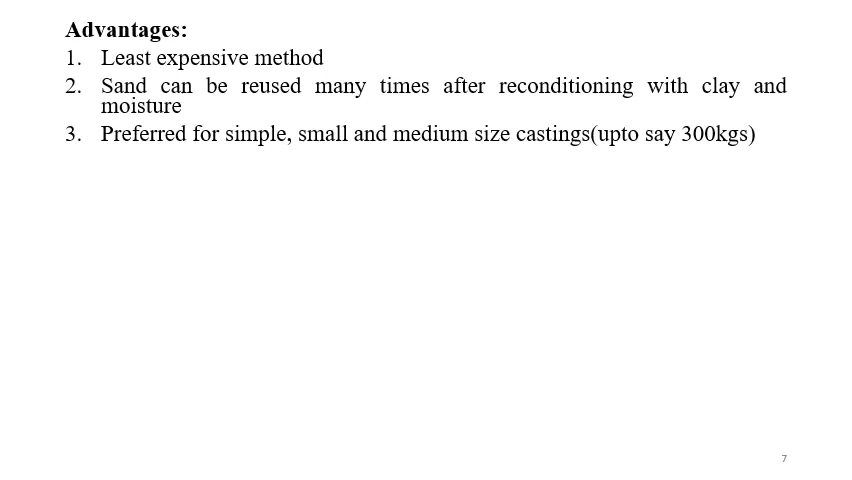 Advantages:
1. Least expensive method
2. Sand can be reused many times after reconditioning with clay and
moisture
3. Preferred for simple, small and medium size castings(upto say 300kgs)
7